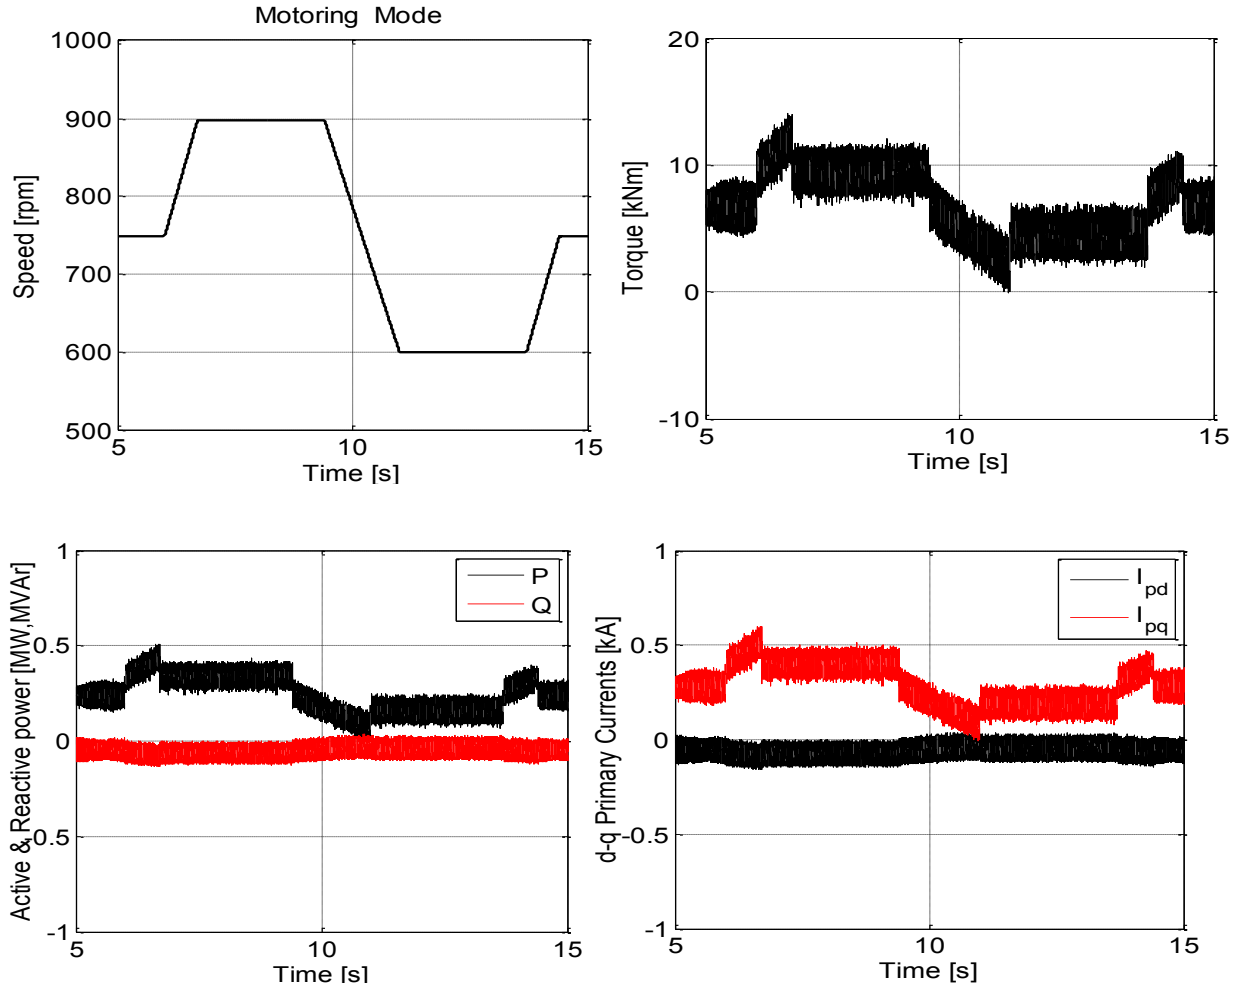 Motoring Mode
Speed [rpm]
1000
900
800
700
600
500
5
10
15
Time [s]
Torque [kNm]
20
10
0
-10
5
10
15
Time [s]
Active & Reactive power [MW,MVAr]
1
0.5
0
-0.5
-1
P
Q
5
10
15
Time [s]
d-q Primary Currents [kA]
1
0.5
0
-0.5
-1
I pd
I pq
5
10
15
Time [s]